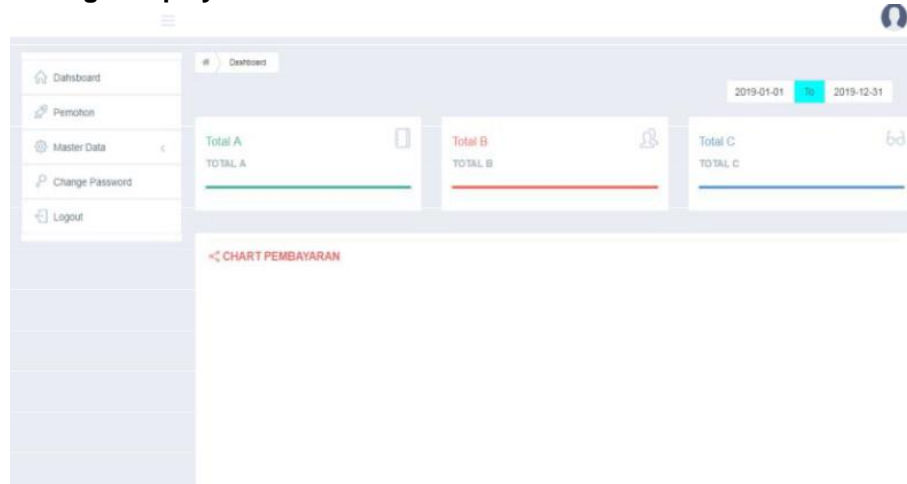 Dashboard
2019-01-01 To 2019-12-31
Dahsboard
Pemohon
Master Data
Change Password
Logout
Total A
TOTAL A
Total B
TOTAL B
Total C
TOTAL C
CHART PEMBAYARAN